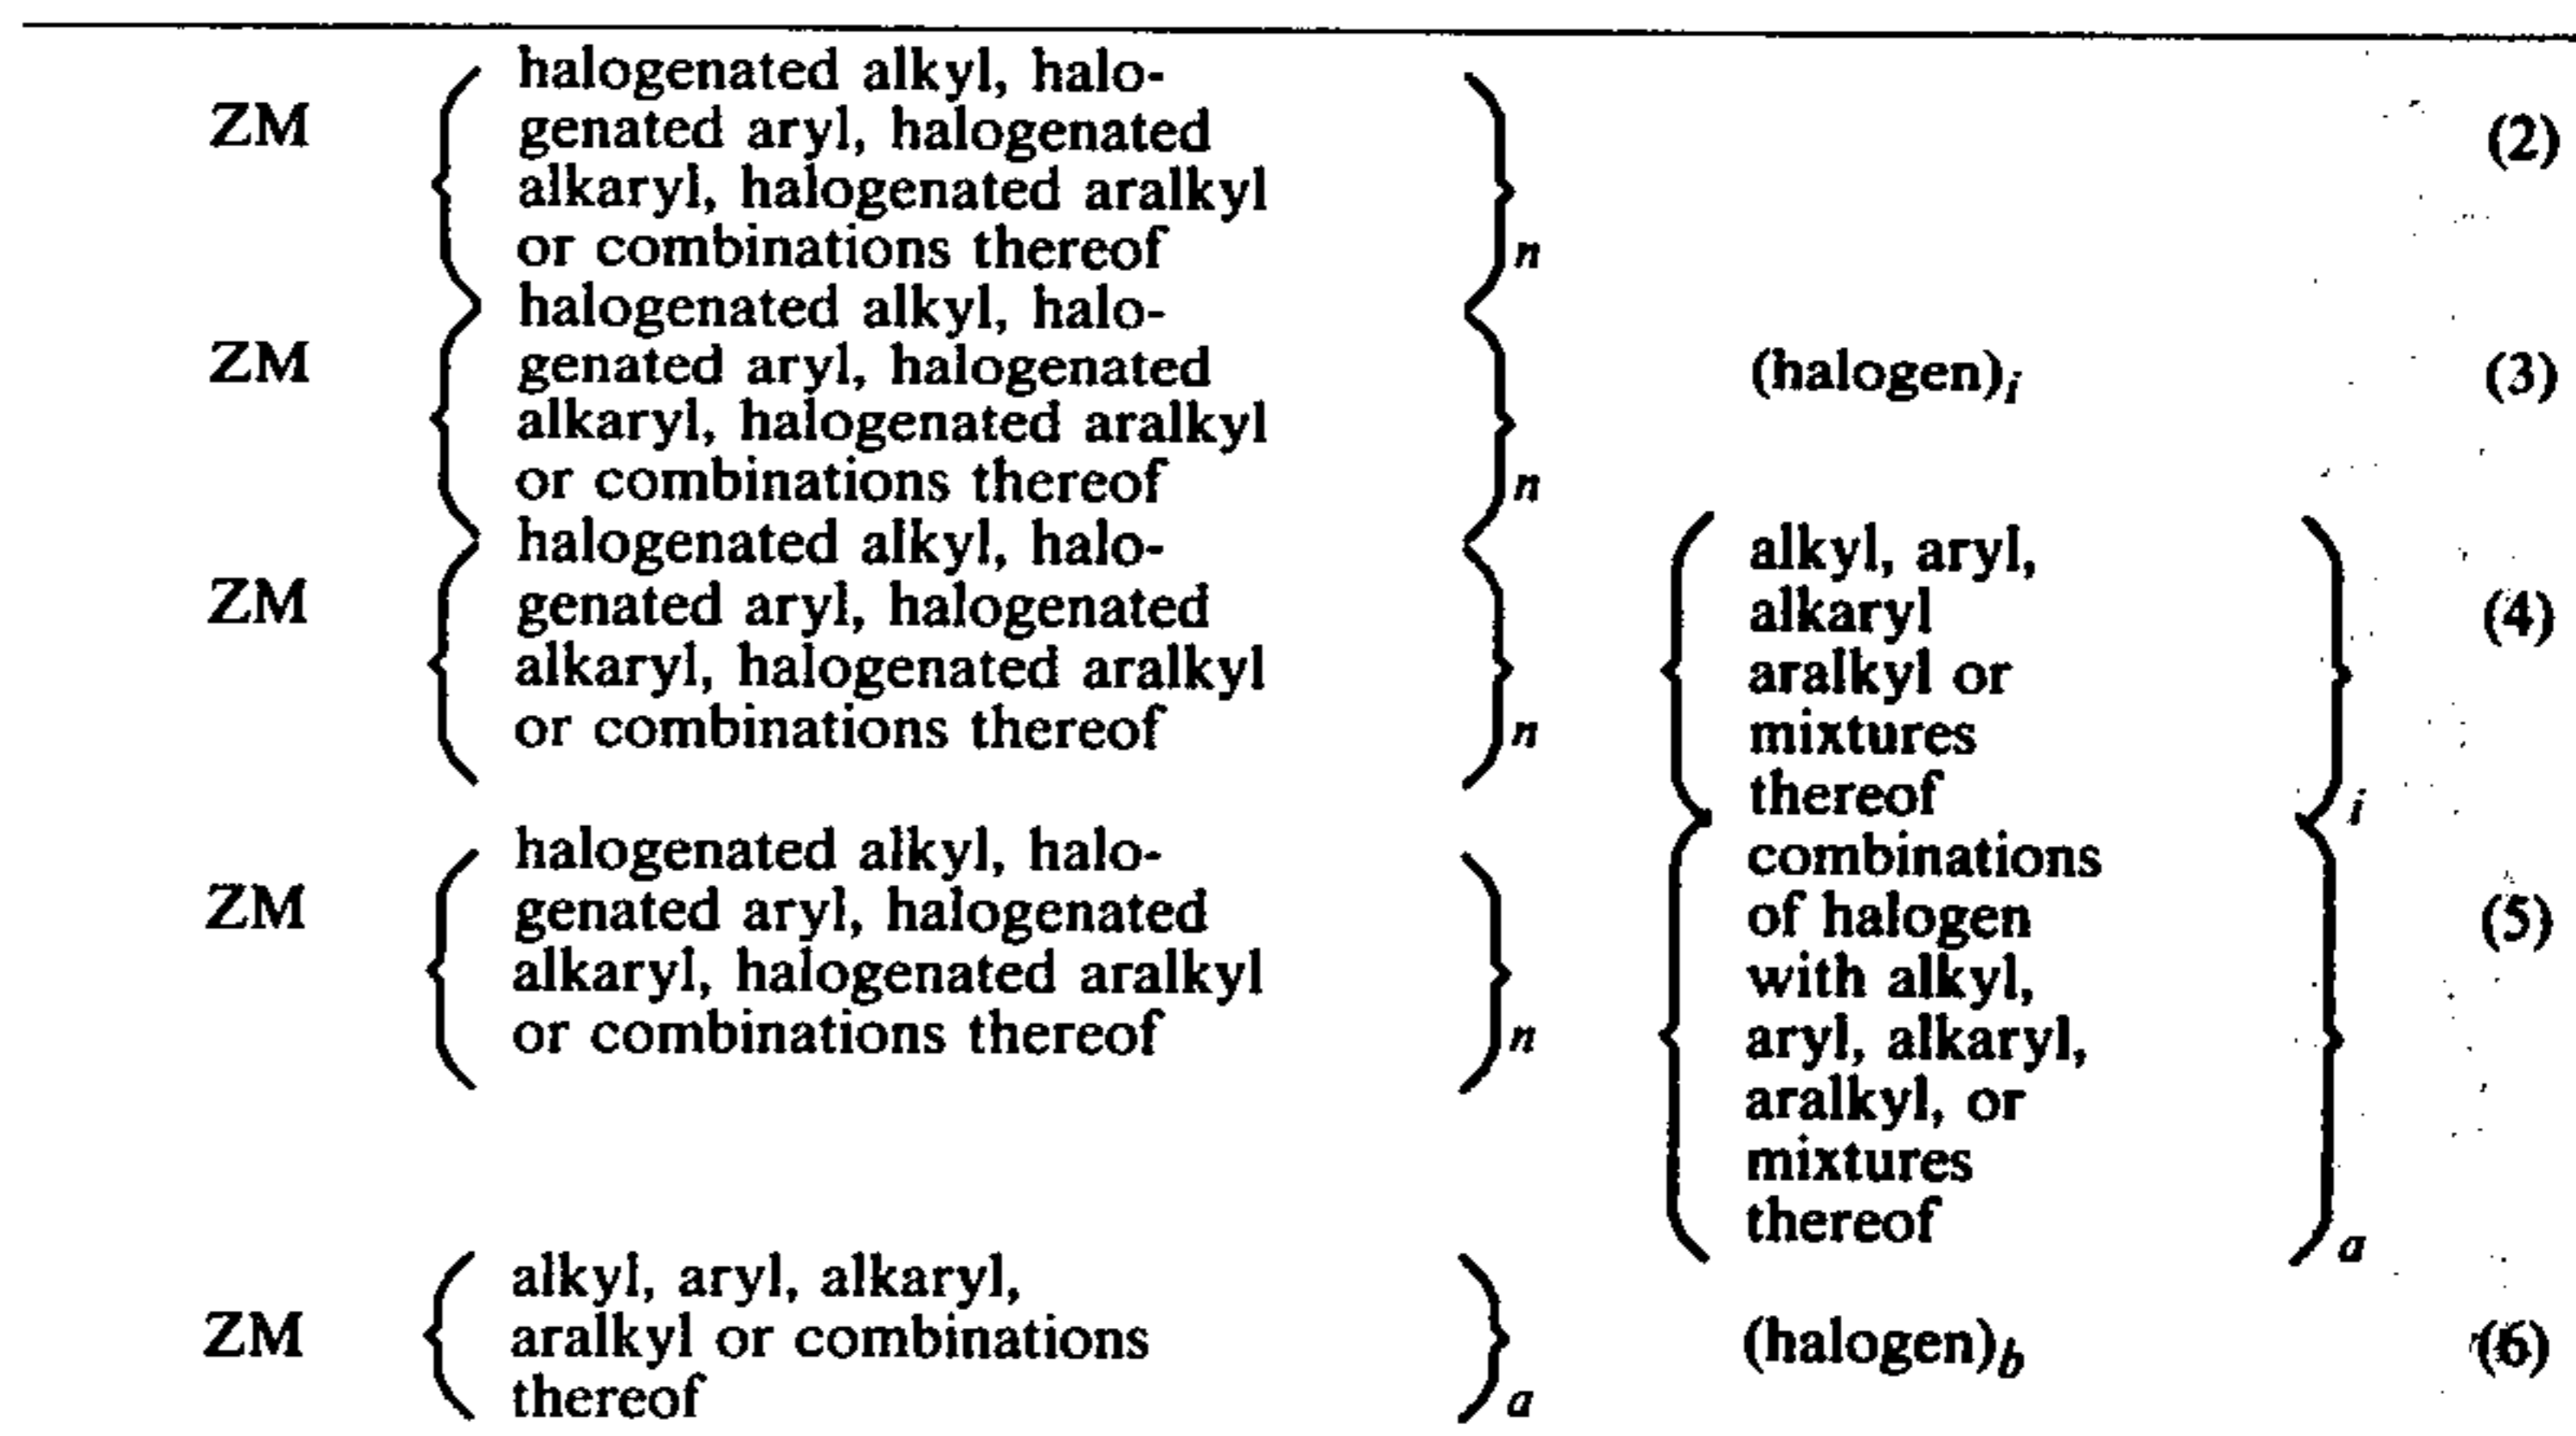 ZM halogenated alkyl, halo-
genated aryl, halogenated
alkaryl, halogenated aralkyl
or combinations thereof n (2)
ZM halogenated alkyl, halo-
genated aryl, halogenated
alkaryl, halogenated aralkyl
or combinations thereof n (halogen)i (3)
ZM halogenated alkyl, halo-
genated aryl, halogenated
alkaryl, halogenated aralkyl
or combinations thereof n
alkyl, aryl,
alkaryl
aralkyl or
mixtures
thereof i (4)
ZM halogenated alkyl, halo-
genated aryl, halogenated
alkaryl, halogenated aralkyl
or combinations thereof n
combinations
of halogen
with alkyl,
aryl, alkaryl,
aralkyl, or
mixtures
thereof a (5)
ZM alkyl, aryl, alkaryl,
aralkyl or combinations
thereof a (halogen)b (6)